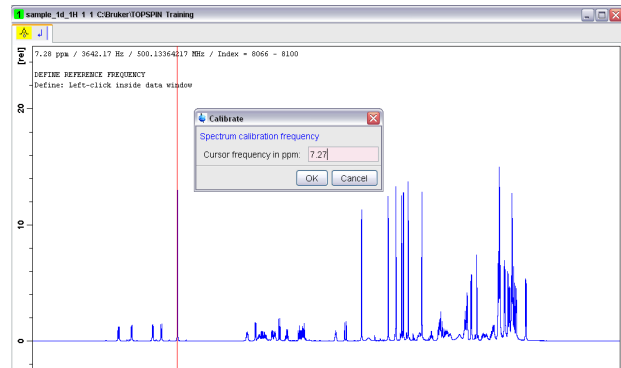 1 sample_1d_1H 1 1 C:\Bruker\TOPSPIN Training
7.28 ppm / 3642.17 Hz / 500.13364217 MHz / Index = 8066 - 8100
DEFINE REFERENCE FREQUENCY
Define: Left-click inside data window
[rel]
20
Calibrate
Spectrum calibration frequency
Cursor frequency in ppm: 7.27
OK Cancel
0